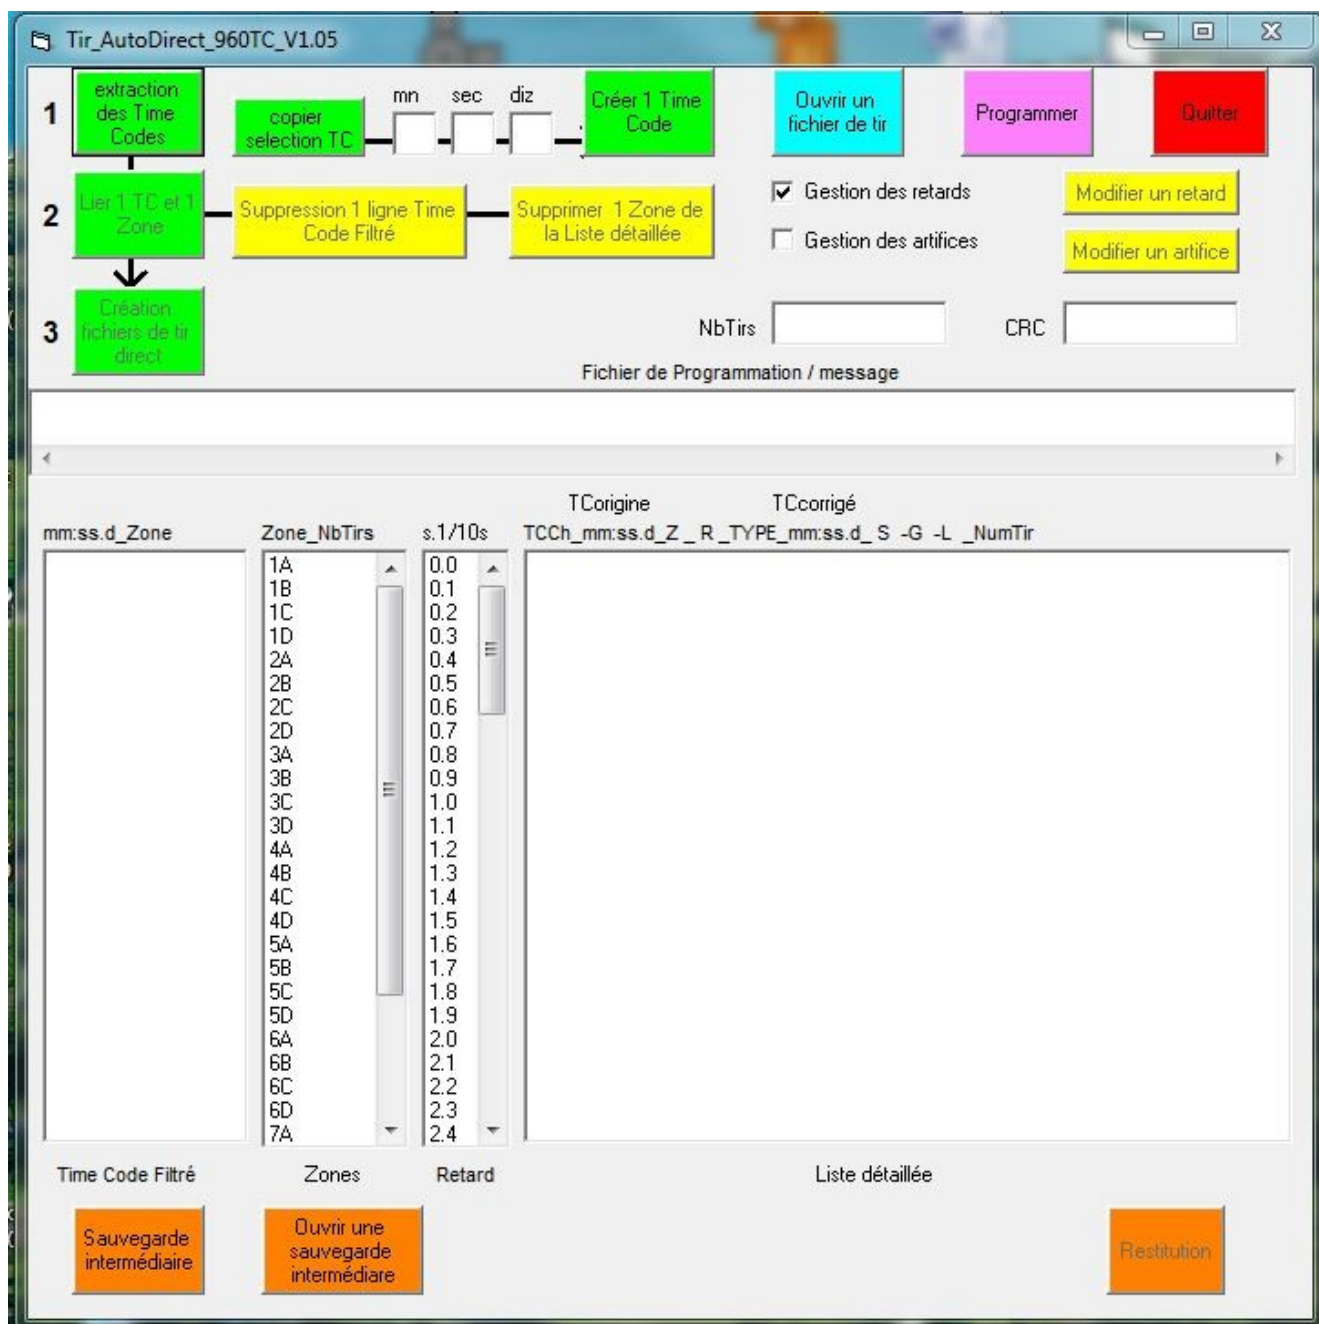 Tir_AutoDirect_960TC_V1.05
1
extraction
des Time
Codes
copier
selection TC
mn sec diz
Créer 1 Time
Code
Ouvrir un
fichier de tir
Programmer
Quitter
2
Lier 1 TC et 1
Zone
Suppression 1 ligne Time
Code Filtré
Supprimer 1 Zone de
la Liste détaillée
Gestion des retards
Modifier un retard
Gestion des artifices
Modifier un artifice
3
Création
fichiers de tir
direct
NbTirs
CRC
Fichier de Programmation / message
TCorigine TCcorrigé
mm:ss.d_Zone
Zone_NbTirs
s.1/10s
TCCh_mm:ss.d_Z _ R _TYPE_mm:ss.d_ S -G -L _NumTir
1A
1B
1C
1D
2A
2B
2C
2D
3A
3B
3C
3D
4A
4B
4C
4D
5A
5B
5C
5D
6A
6B
6C
6D
7A
0.0
0.1
0.2
0.3
0.4
0.5
0.6
0.7
0.8
0.9
1.0
1.1
1.2
1.3
1.4
1.5
1.6
1.7
1.8
1.9
2.0
2.1
2.2
2.3
2.4
Time Code Filtré
Zones
Retard
Liste détaillée
Sauvegarde
intermédiaire
Ouvrir une
sauvegarde
intermédiare
Restitution